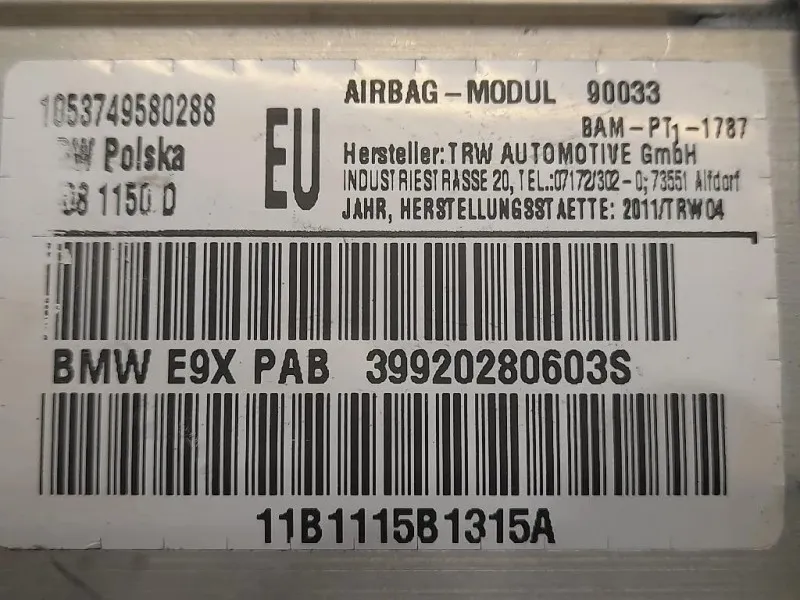 1053749580288
Polska
1150 D
EU
AIRBAG-MODUL 90033
BAM-PT1-1787
Hersteller: TRW AUTOMOTIVE GmbH
INDUSTRIESTRASSE 20, TEL.:07172/302-0; 73551 Alfdorf
JAHR, HERSTELLUNGSSTAETTE: 2011/TRW04
BMW E9X PAB 39920280603S
11B1115B1315A